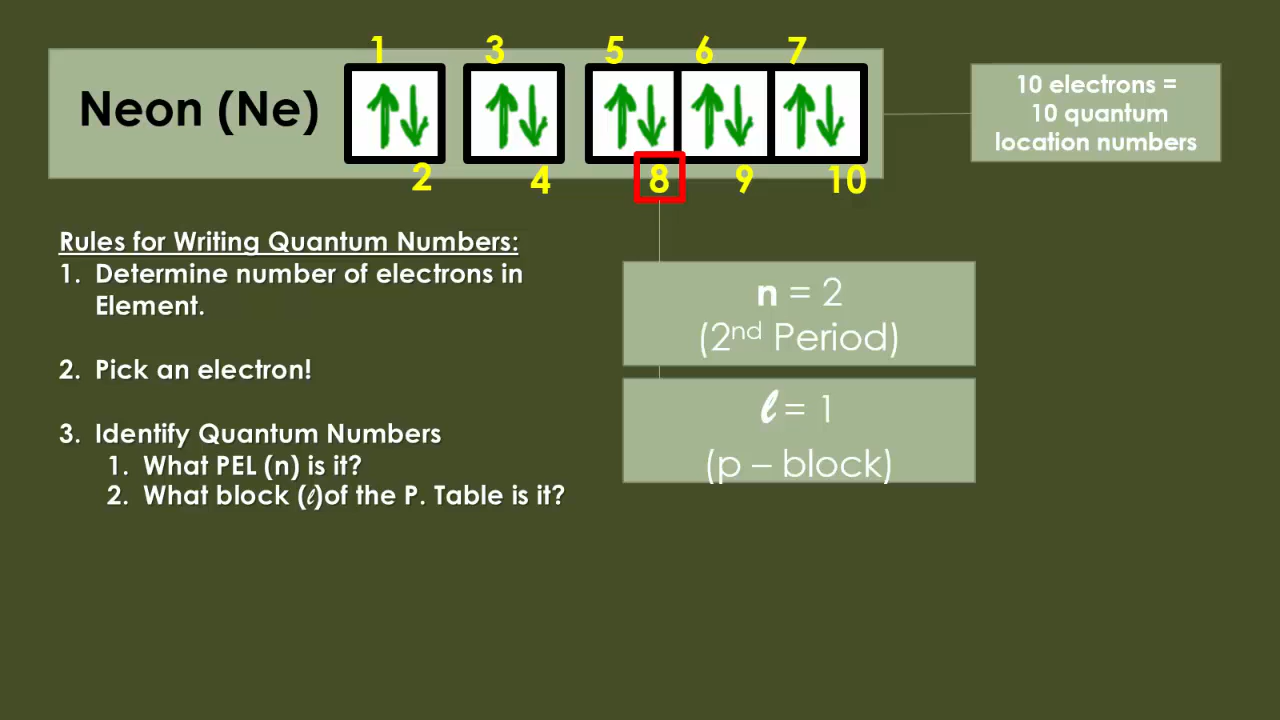 1 3 5 6 7
Neon (Ne)
2 4 8 9 10
10 electrons =
10 quantum
location numbers
Rules for Writing Quantum Numbers:
1. Determine number of electrons in
Element.
2. Pick an electron!
3. Identify Quantum Numbers
1. What PEL (n) is it?
2. What block (ℓ)of the P. Table is it?
n = 2
(2nd Period)
ℓ = 1
(p – block)